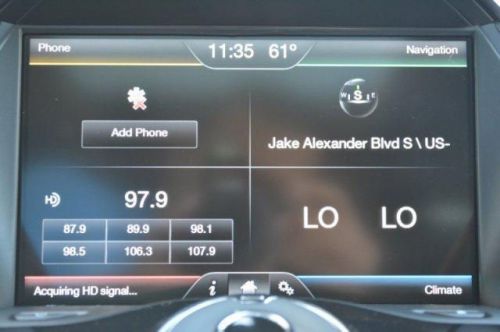 Phone
11:35 61°
Navigation
W S E
Add Phone
Jake Alexander Blvd S \ US-
HD 97.9
87.9 89.9 98.1
98.5 106.3 107.9
LO LO
Acquiring HD signal...
i
Climate